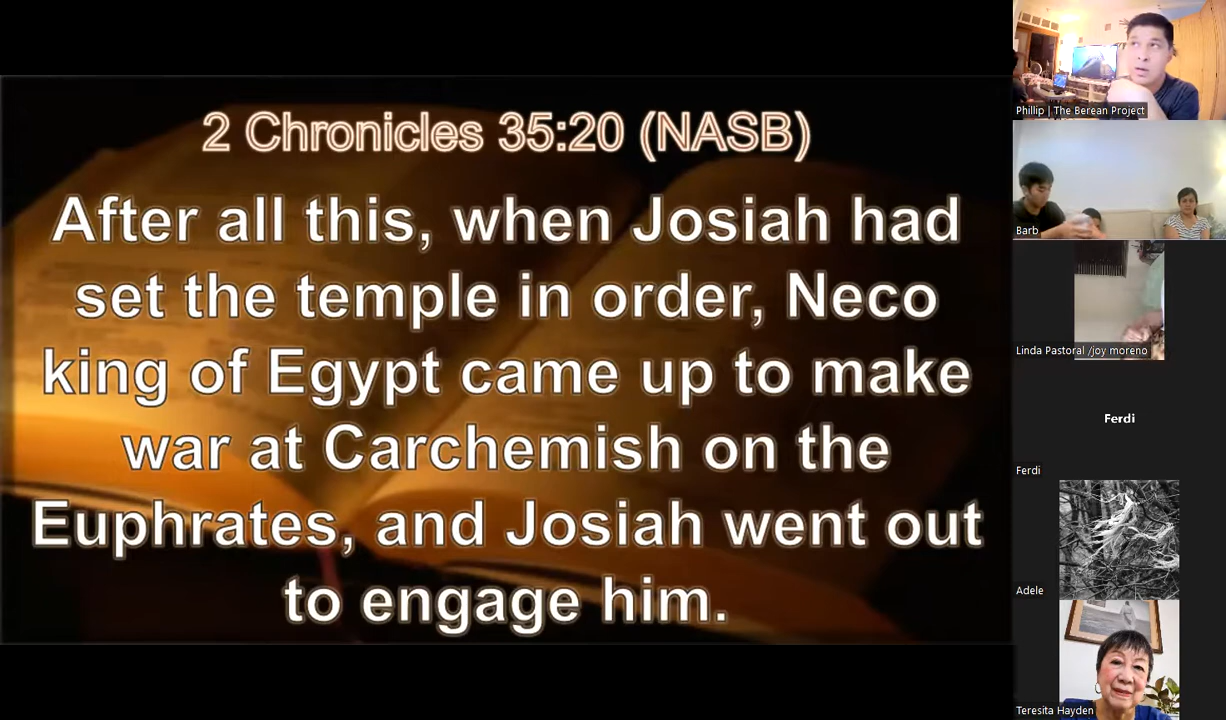 2 Chronicles 35:20 (NASB)
After all this, when Josiah had
set the temple in order, Neco
king of Egypt came up to make
war at Carchemish on the
Euphrates, and Josiah went out
to engage him.
Phillip | The Berean Project
Barb
Linda Pastoral /joy moreno
Ferdi
Ferdi
Adele
Teresita Hayden